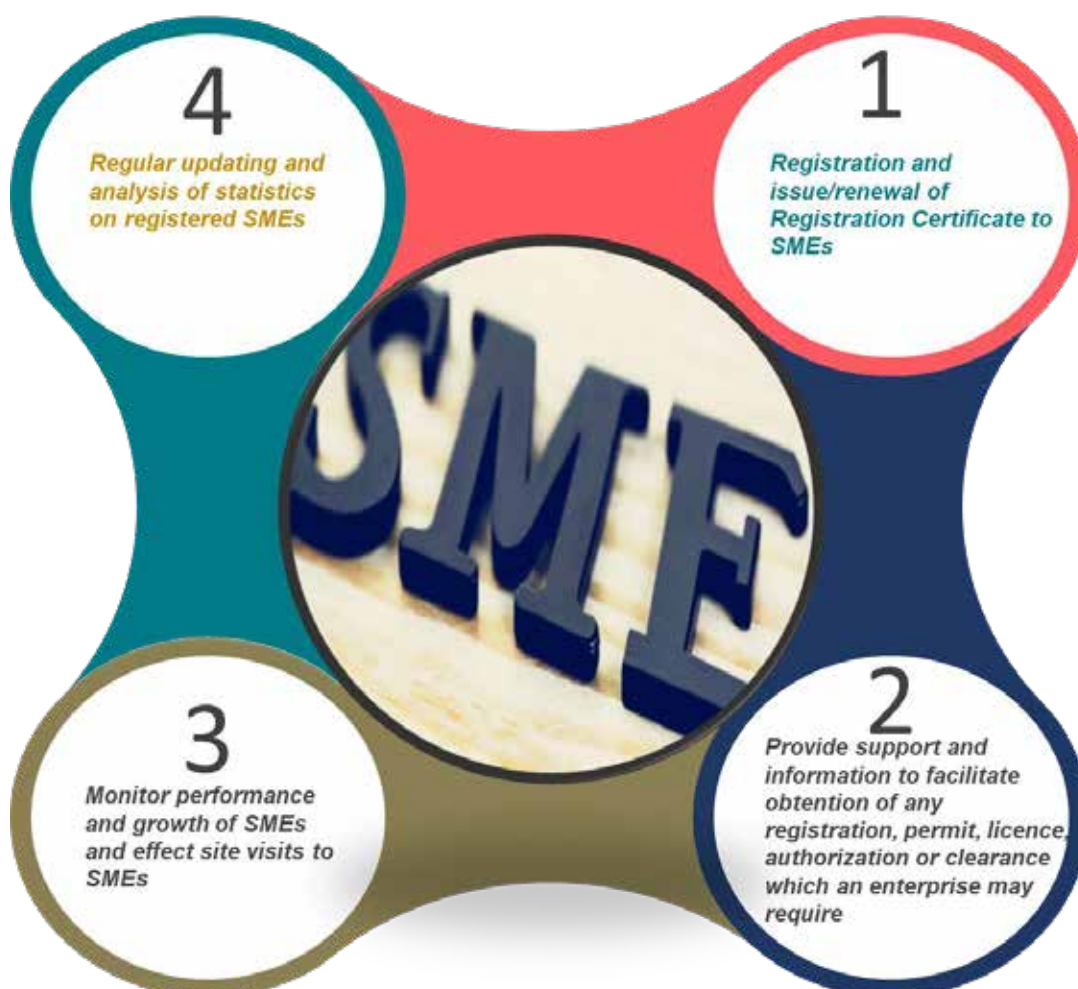 4
Regular updating and
analysis of statistics
on registered SMEs
1
Registration and
issue/renewal of
Registration Certificate to
SMEs
SME
3
Monitor performance
and growth of SMEs
and effect site visits to
SMEs
2
Provide support and
information to facilitate
obtention of any
registration, permit, licence,
authorization or clearance
which an enterprise may
require